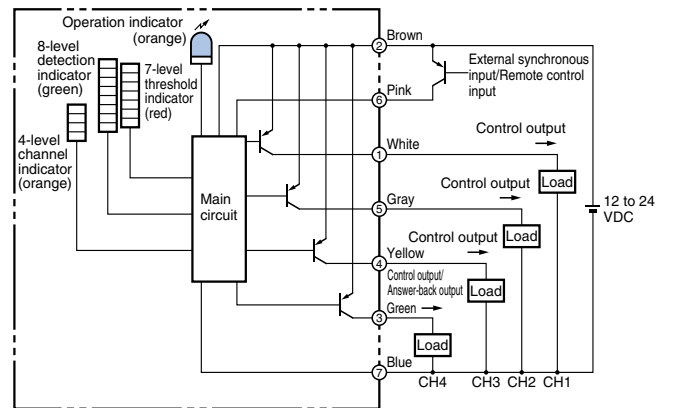 Operation indicator
(orange)
8-level
detection
indicator
(green)
7-level
threshold
indicator
(red)
4-level
channel
indicator
(orange)
Main
circuit
2
Brown
External synchronous
input/Remote control
input
6
Pink
Control output
1
White
Load
Control output
5
Gray
Load
12 to 24
VDC
Control output
4
Yellow
Load
Control output/
Answer-back output
3
Green
Load
7
Blue
CH4
CH3
CH2
CH1